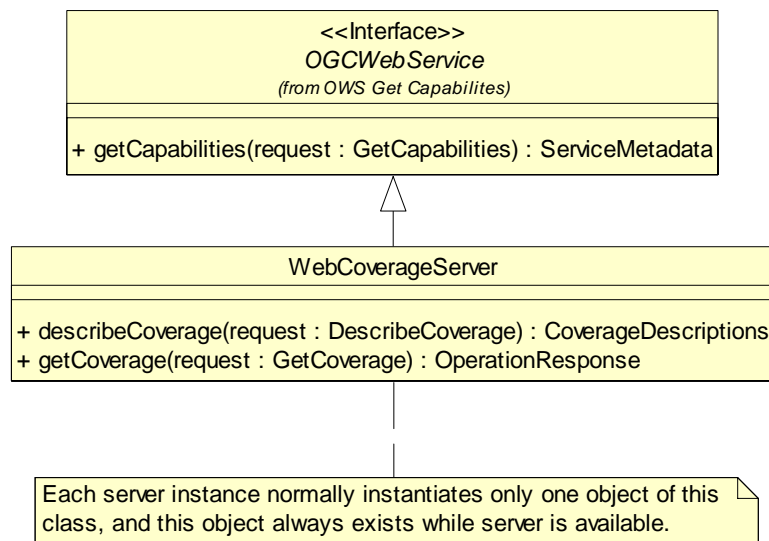 <<Interface>>
OGCWebService
(from OWS Get Capabilites)
+ getCapabilities(request : GetCapabilities) : ServiceMetadata
WebCoverageServer
+ describeCoverage(request : DescribeCoverage) : CoverageDescriptions
+ getCoverage(request : GetCoverage) : OperationResponse
Each server instance normally instantiates only one object of this
class, and this object always exists while server is available.